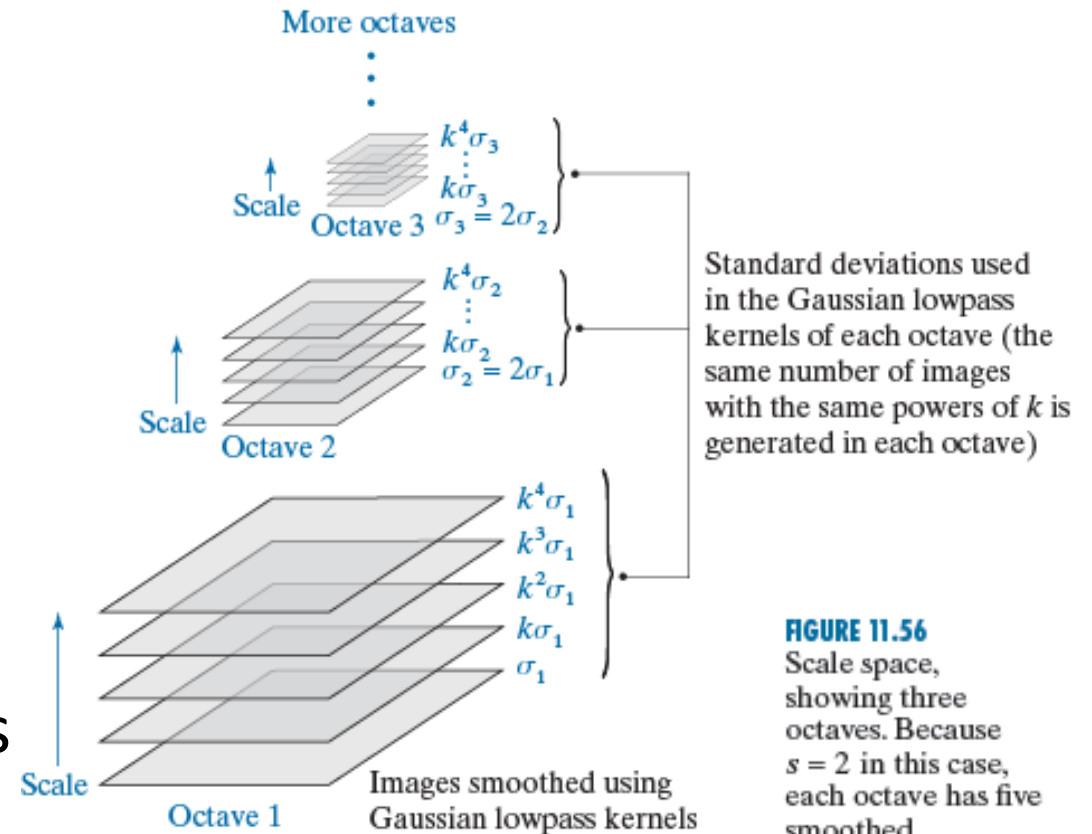 More octaves
k⁴σ₃
⋮
kσ₃
σ₃ = 2σ₂
Scale
Octave 3
k⁴σ₂
⋮
kσ₂
σ₂ = 2σ₁
Scale
Octave 2
Standard deviations used
in the Gaussian lowpass
kernels of each octave (the
same number of images
with the same powers of k is
generated in each octave)
k⁴σ₁
k³σ₁
k²σ₁
kσ₁
σ₁
s
Scale
Octave 1
Images smoothed using
Gaussian lowpass kernels
FIGURE 11.56
Scale space,
showing three
octaves. Because
s = 2 in this case,
each octave has five
smoothed